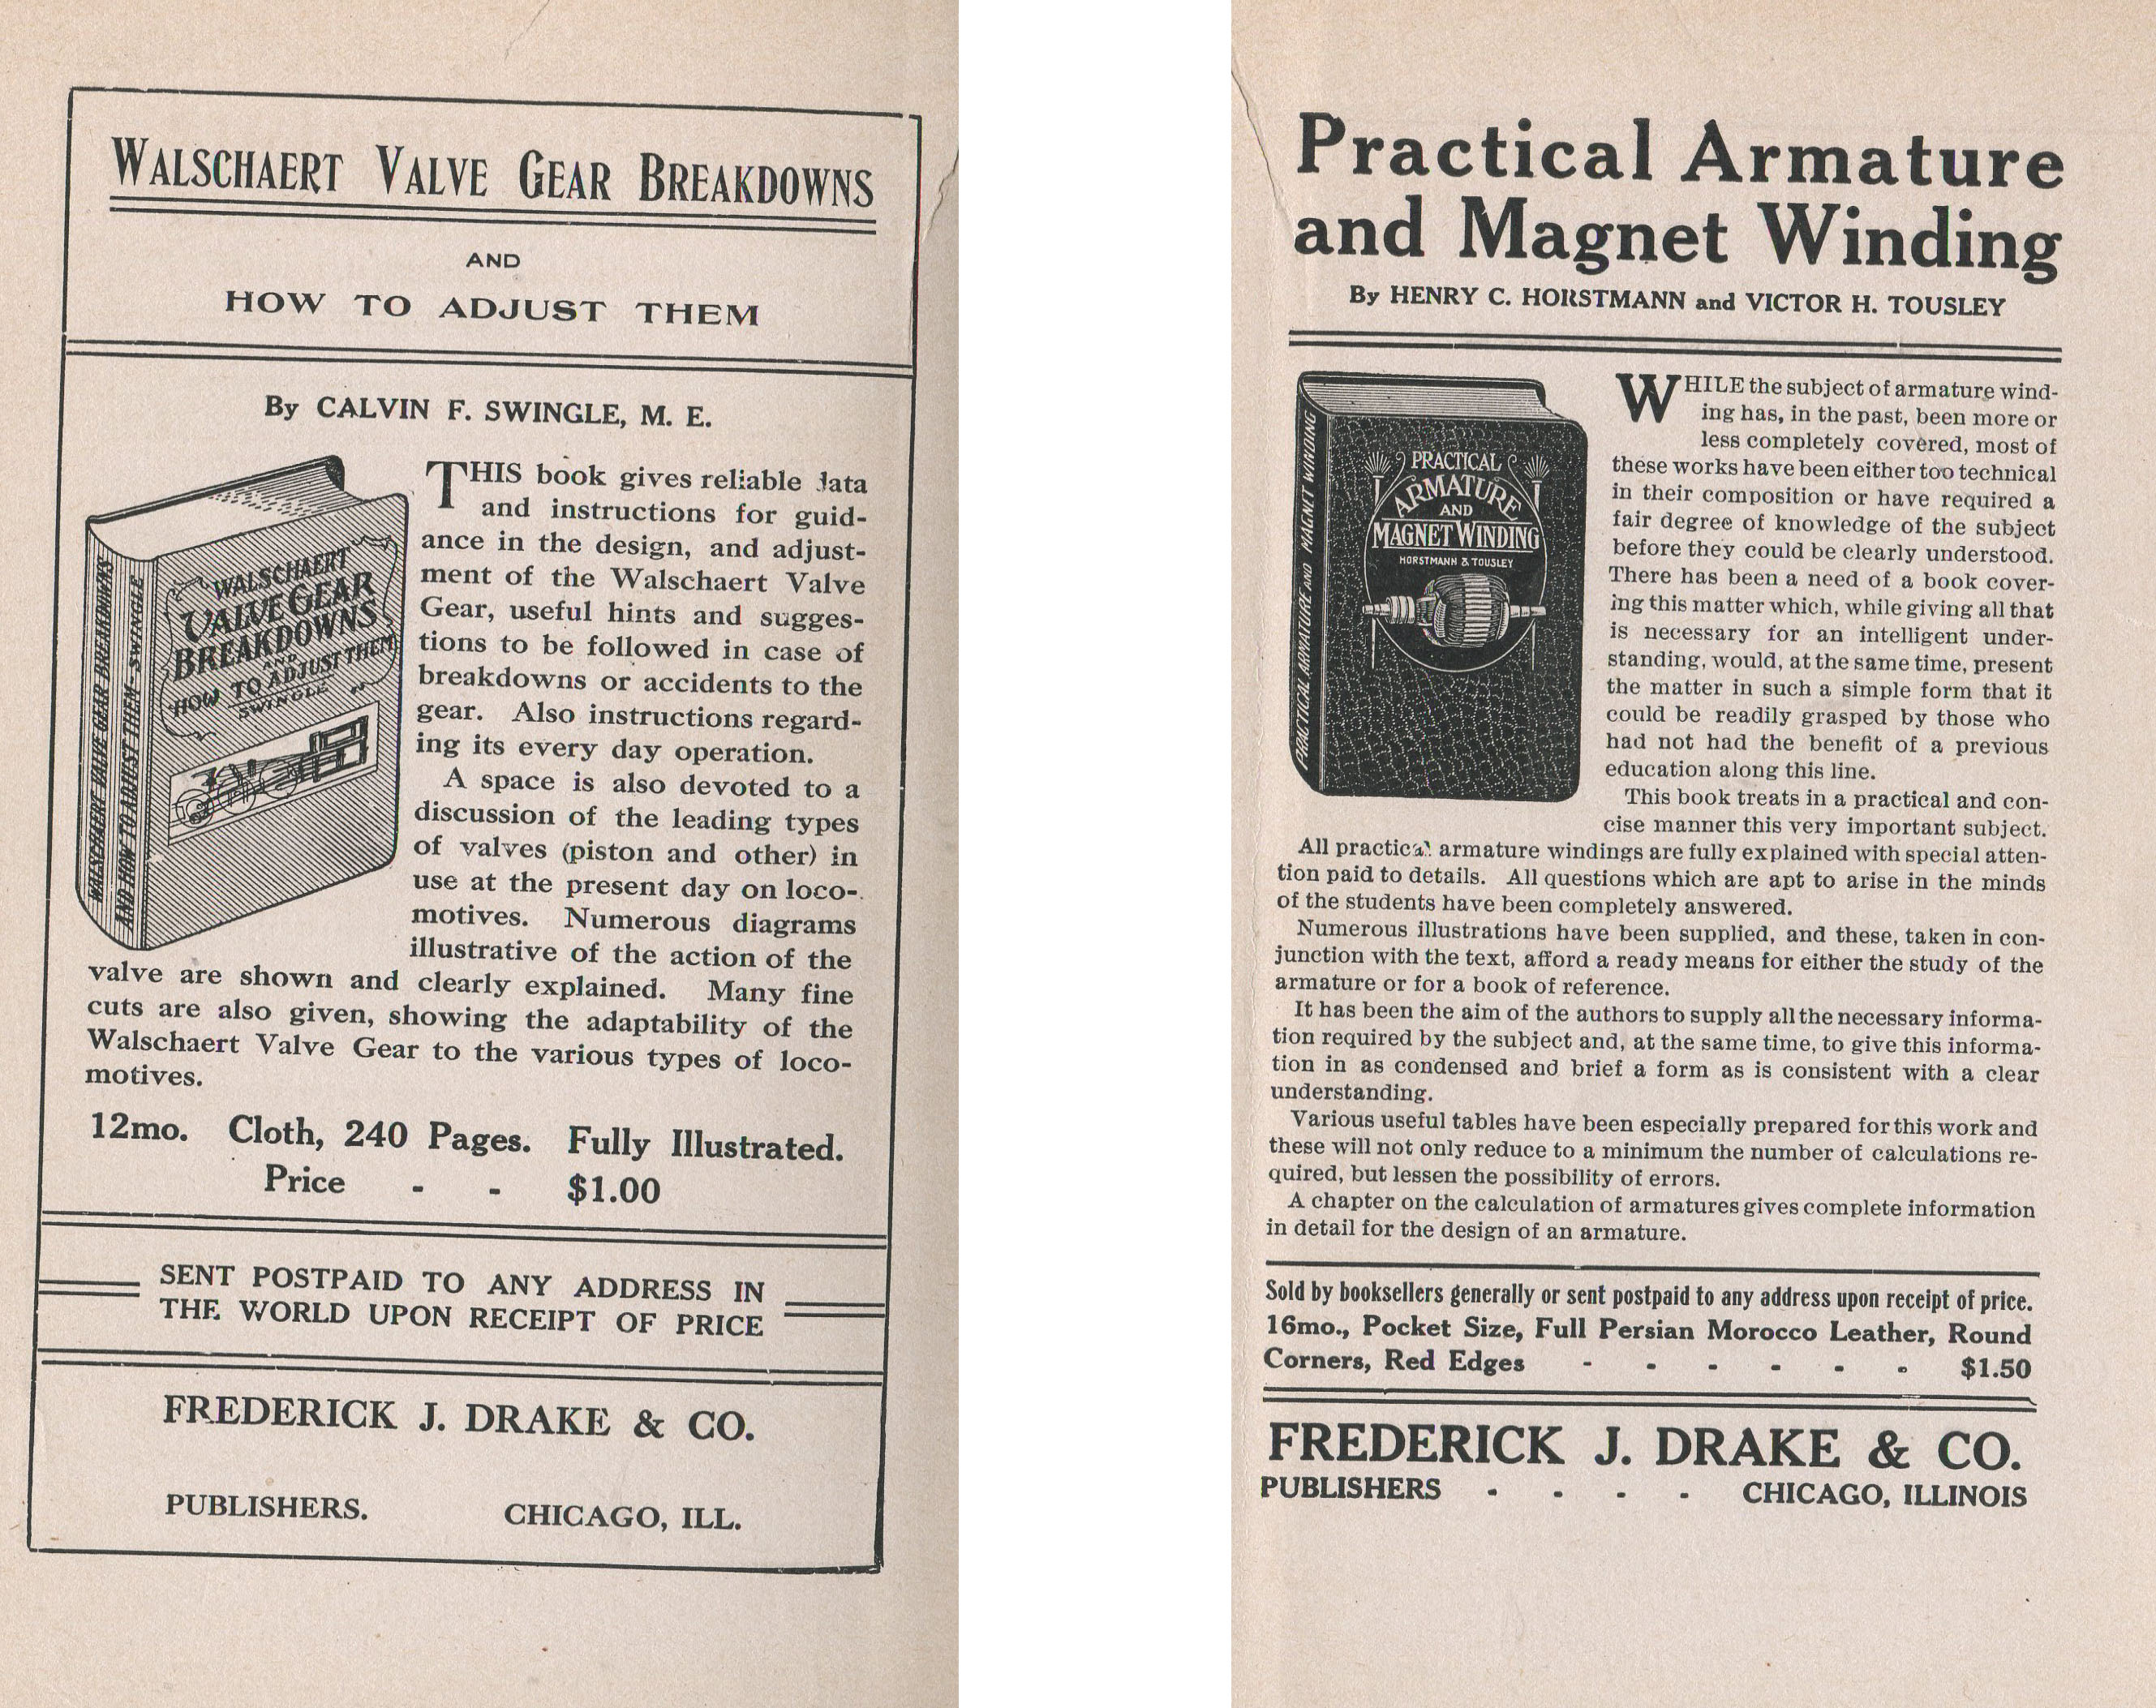 WALSCHAERT VALVE GEAR BREAKDOWNS
AND
HOW TO ADJUST THEM
By CALVIN F. SWINGLE, M. E.
WALSCHAERT VALVE GEAR BREAKDOWNS
AND HOW TO ADJUST THEM - SWINGLE
WALSCHAERT
VALVE GEAR
BREAKDOWNS
AND
HOW TO ADJUST THEM
SWINGLE
THIS book gives reliable data
and instructions for guid-
ance in the design, and adjust-
ment of the Walschaert Valve
Gear, useful hints and sugges-
tions to be followed in case of
breakdowns or accidents to the
gear. Also instructions regard-
ing its every day operation.
A space is also devoted to a
discussion of the leading types
of valves (piston and other) in
use at the present day on loco-
motives. Numerous diagrams
illustrative of the action of the
valve are shown and clearly explained. Many fine
cuts are also given, showing the adaptability of the
Walschaert Valve Gear to the various types of loco-
motives.
12mo. Cloth, 240 Pages. Fully Illustrated.
Price - - $1.00
SENT POSTPAID TO ANY ADDRESS IN
THE WORLD UPON RECEIPT OF PRICE
FREDERICK J. DRAKE & CO.
PUBLISHERS. CHICAGO, ILL.
Practical Armature
and Magnet Winding
By HENRY C. HORSTMANN and VICTOR H. TOUSLEY
PRACTICAL ARMATURE AND MAGNET WINDING
PRACTICAL
ARMATURE
AND
MAGNET WINDING
HORSTMANN & TOUSLEY
WHILE the subject of armature wind-
ing has, in the past, been more or
less completely covered, most of
these works have been either too technical
in their composition or have required a
fair degree of knowledge of the subject
before they could be clearly understood.
There has been a need of a book cover-
ing this matter which, while giving all that
is necessary for an intelligent under-
standing, would, at the same time, present
the matter in such a simple form that it
could be readily grasped by those who
had not had the benefit of a previous
education along this line.
This book treats in a practical and con-
cise manner this very important subject.
All practical armature windings are fully explained with special atten-
tion paid to details. All questions which are apt to arise in the minds
of the students have been completely answered.
Numerous illustrations have been supplied, and these, taken in con-
junction with the text, afford a ready means for either the study of the
armature or for a book of reference.
It has been the aim of the authors to supply all the necessary informa-
tion required by the subject and, at the same time, to give this informa-
tion in as condensed and brief a form as is consistent with a clear
understanding.
Various useful tables have been especially prepared for this work and
these will not only reduce to a minimum the number of calculations re-
quired, but lessen the possibility of errors.
A chapter on the calculation of armatures gives complete information
in detail for the design of an armature.
Sold by booksellers generally or sent postpaid to any address upon receipt of price.
16mo., Pocket Size, Full Persian Morocco Leather, Round
Corners, Red Edges - - - - - - $1.50
FREDERICK J. DRAKE & CO.
PUBLISHERS - - - - CHICAGO, ILLINOIS